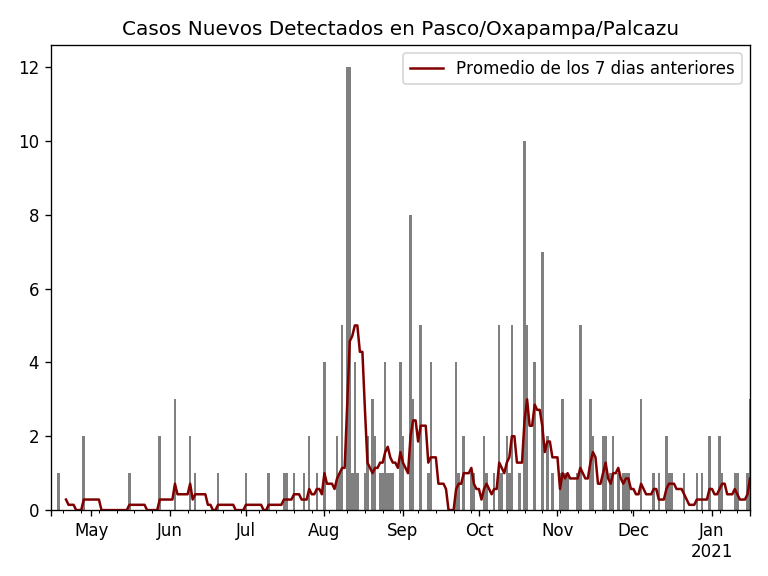 Casos Nuevos Detectados en Pasco/Oxapampa/Palcazu
Promedio de los 7 dias anteriores
12
10
8
6
4
2
0
May Jun Jul Aug Sep Oct Nov Dec Jan
2021